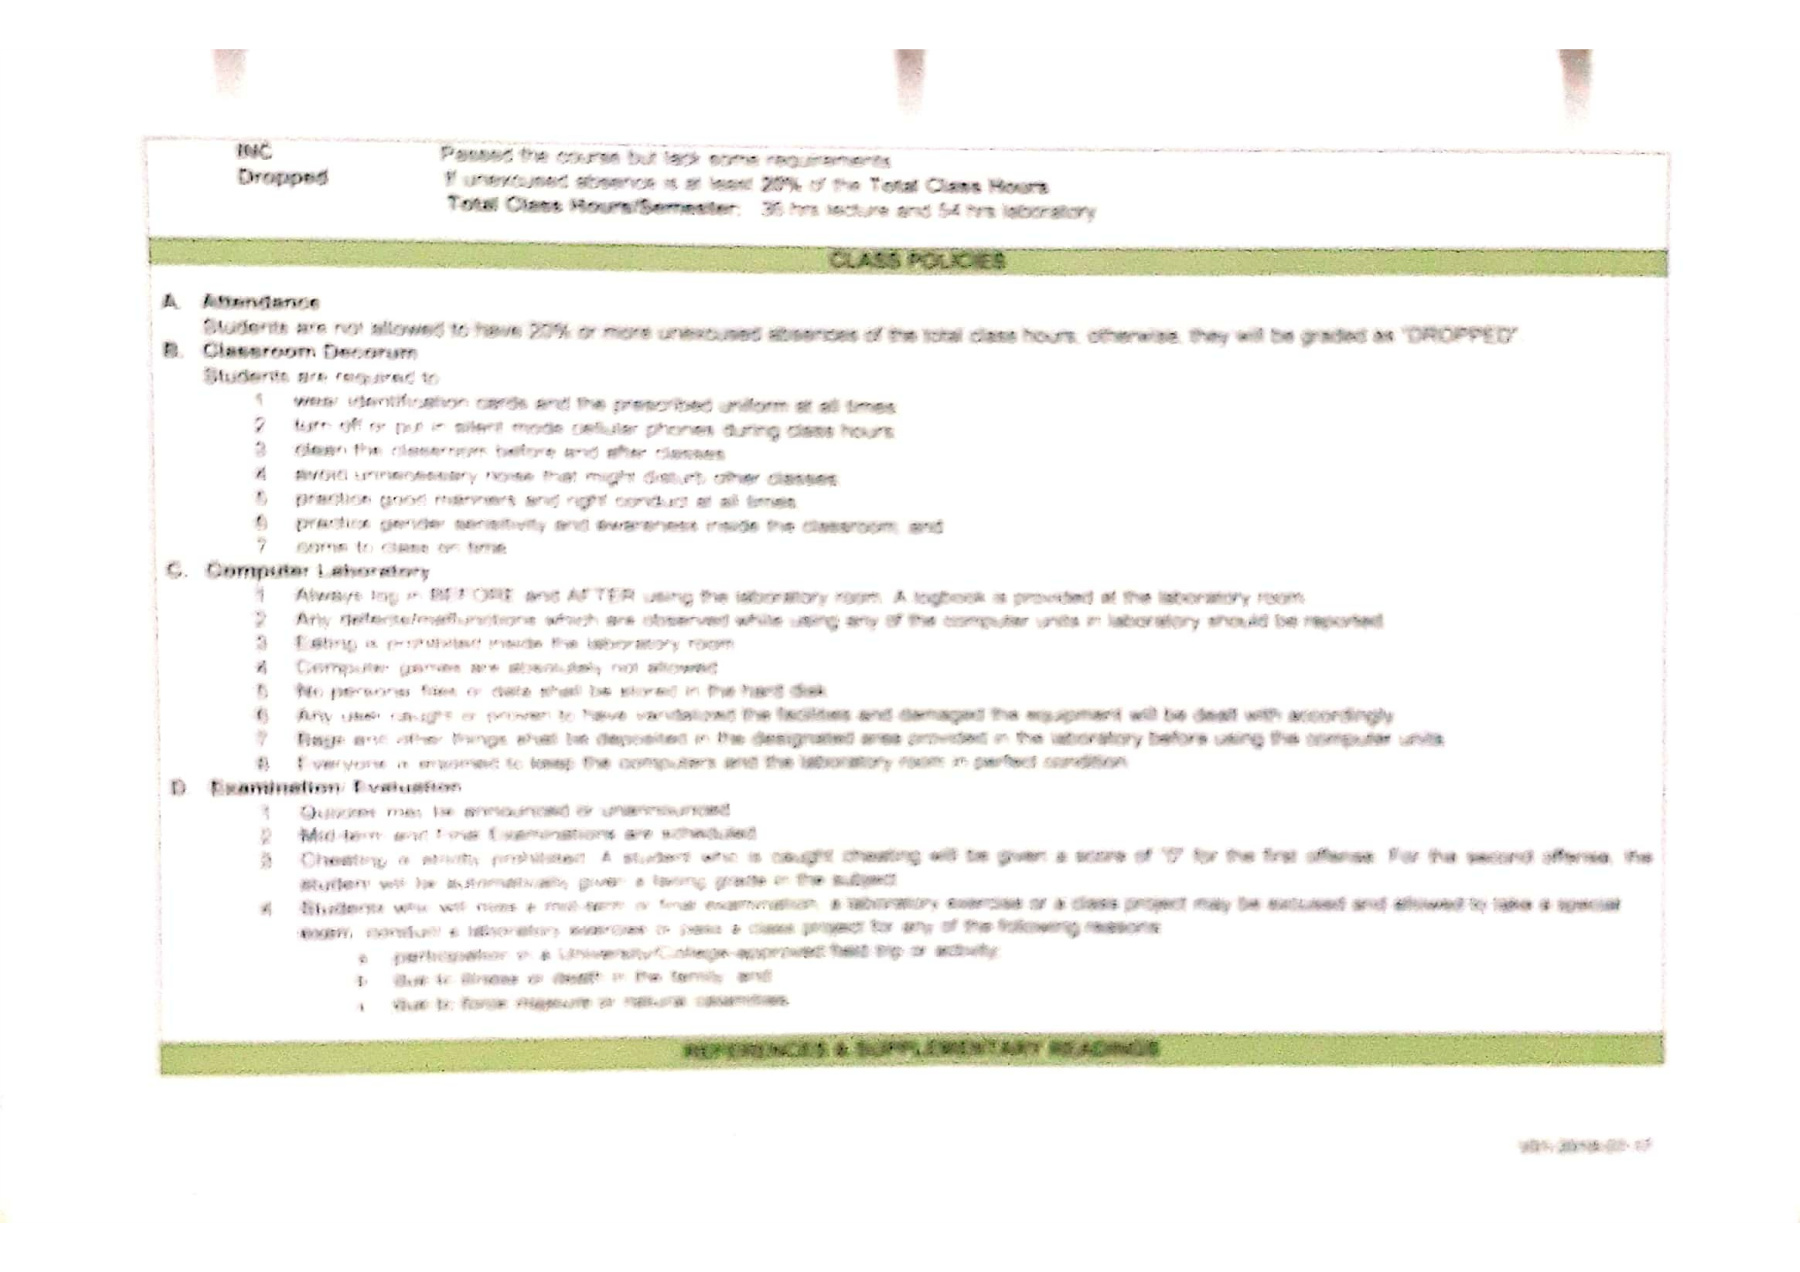 INC Passed the course but lack some requirements
Dropped If unexcused absence is at least 20% of the Total Class Hours
Total Class Hours/Semester: 36 hrs lecture and 54 hrs laboratory
CLASS POLICIES
A. Attendance
Students are not allowed to have 20% or more unexcused absences of the total class hours; otherwise, they will be graded as "DROPPED"
B. Classroom Decorum
Students are required to
1 wear identification cards and the prescribed uniform at all times
2 turn off or put in silent mode cellular phones during class hours
3 clean the classroom before and after classes
4 avoid unnecessary noise that might disturb other classes
5 practice good manners and right conduct at all times
6 practice gender sensitivity and awareness inside the classroom, and
7 come to class on time
C. Computer Laboratory
1 Always log in BEFORE and AFTER using the laboratory room. A logbook is provided at the laboratory room
2 Any defects/malfunctions which are observed while using any of the computer units in laboratory should be reported
3 Eating is prohibited inside the laboratory room
4 Computer games are absolutely not allowed
5 No personal files or data shall be stored in the hard disk
6 Any user caught or proven to have vandalized the facilities and damaged the equipment will be dealt with accordingly
7 Bags and other things shall be deposited in the designated area provided in the laboratory before using the computer units
8 Everyone is enjoined to keep the computers and the laboratory room in perfect condition
D Examination/ Evaluation
1 Quizzes may be announced or unannounced
2 Mid-term and Final Examinations are scheduled
3 Cheating is strictly prohibited. A student who is caught cheating will be given a score of "0" for the first offense. For the second offense, the
student will be automatically given a failing grade in the subject
4 Students who will miss a mid-term or final examination, a laboratory exercise or a class project may be excused and allowed to take a special
exam, conduct a laboratory exercise or pass a class project for any of the following reasons
a participation in a University/College-approved field trip or activity
b due to illness or death in the family, and
c due to force majeure or natural calamities
REFERENCES & SUPPLEMENTARY READINGS